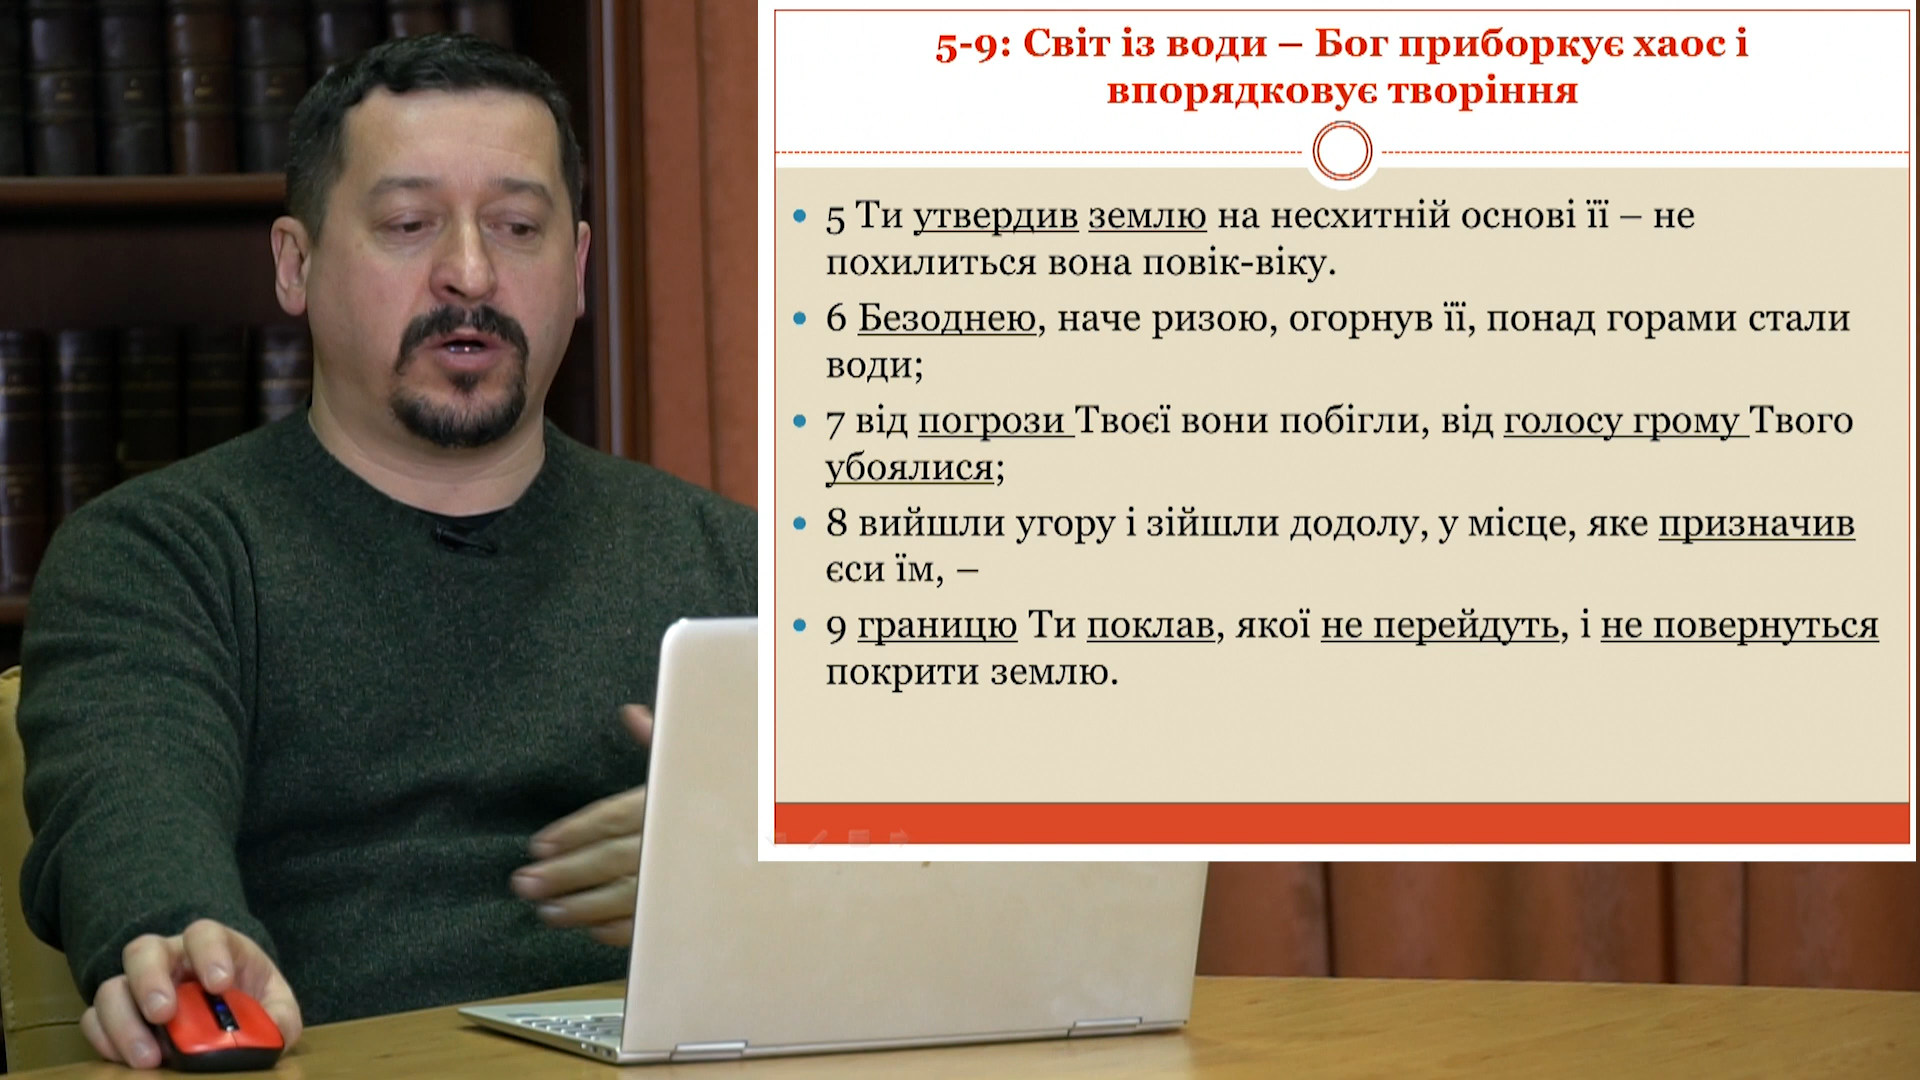 5-9: Світ із води – Бог приборкує хаос і
впорядковує творіння
5 Ти утвердив землю на несхитній основі її – не
похилиться вона повік-віку.
6 Безоднею, наче ризою, огорнув її, понад горами стали
води;
7 від погрози Твоєї вони побігли, від голосу грому Твого
убоялися;
8 вийшли угору і зійшли додолу, у місце, яке призначив
єси їм, –
9 границю Ти поклав, якої не перейдуть, і не повернуться
покрити землю.